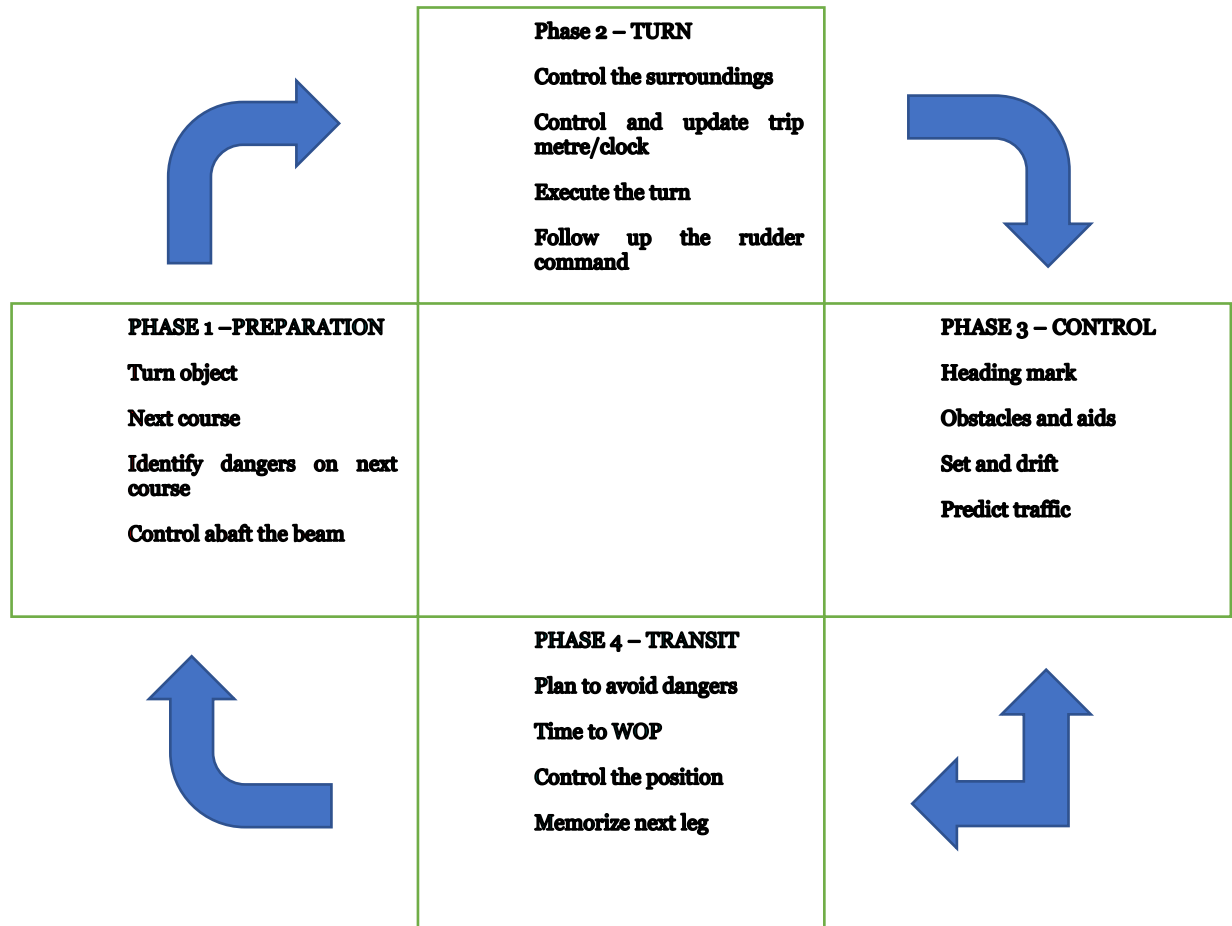 Phase 2 – TURN
Control the surroundings
Control and update trip
metre/clock
Execute the turn
Follow up the rudder
command
PHASE 1 –PREPARATION
Turn object
Next course
Identify dangers on next
course
Control abaft the beam
PHASE 3 – CONTROL
Heading mark
Obstacles and aids
Set and drift
Predict traffic
PHASE 4 – TRANSIT
Plan to avoid dangers
Time to WOP
Control the position
Memorize next leg